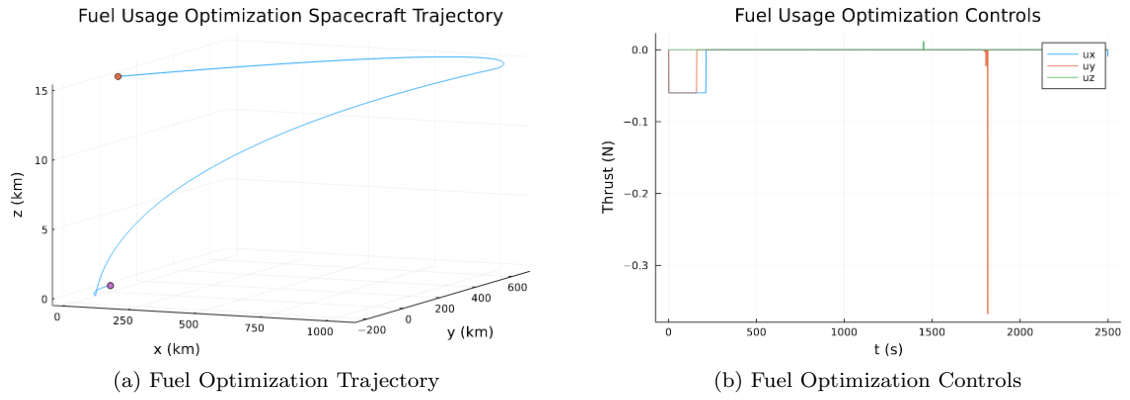 Fuel Usage Optimization Spacecraft Trajectory
15
10
5
0
z (km)
0
250
500
750
1000
x (km)
−200
0
200
400
600
y (km)
(a) Fuel Optimization Trajectory
Fuel Usage Optimization Controls
0.0
−0.1
−0.2
−0.3
Thrust (N)
0
500
1000
1500
2000
2500
t (s)
ux
uy
uz
(b) Fuel Optimization Controls